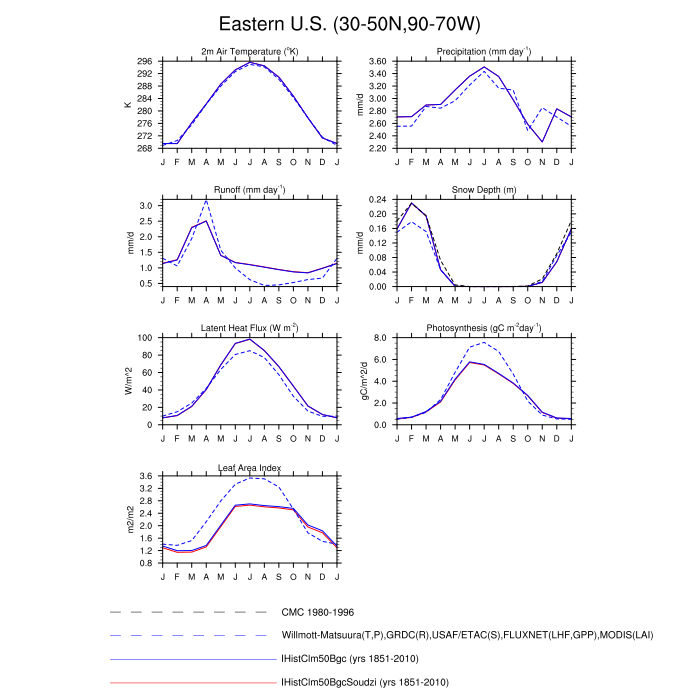 Eastern U.S. (30-50N,90-70W)
2m Air Temperature (°K)
K
296
292
288
284
280
276
272
268
J F M A M J J A S O N D J
Precipitation (mm day⁻¹)
mm/d
3.60
3.40
3.20
3.00
2.80
2.60
2.40
2.20
J F M A M J J A S O N D J
Runoff (mm day⁻¹)
mm/d
3.0
2.5
2.0
1.5
1.0
0.5
J F M A M J J A S O N D J
Snow Depth (m)
mm/d
0.24
0.20
0.16
0.12
0.08
0.04
0.00
J F M A M J J A S O N D J
Latent Heat Flux (W m⁻²)
W/m^2
100
80
60
40
20
0
J F M A M J J A S O N D J
Photosynthesis (gC m⁻²day⁻¹)
gC/m^2/d
8.0
6.0
4.0
2.0
0.0
J F M A M J J A S O N D J
Leaf Area Index
m2/m2
3.6
3.2
2.8
2.4
2.0
1.6
1.2
0.8
J F M A M J J A S O N D J
CMC 1980-1996
Willmott-Matsuura(T,P),GRDC(R),USAF/ETAC(S),FLUXNET(LHF,GPP),MODIS(LAI)
IHistClm50Bgc (yrs 1851-2010)
IHistClm50BgcSoudzi (yrs 1851-2010)